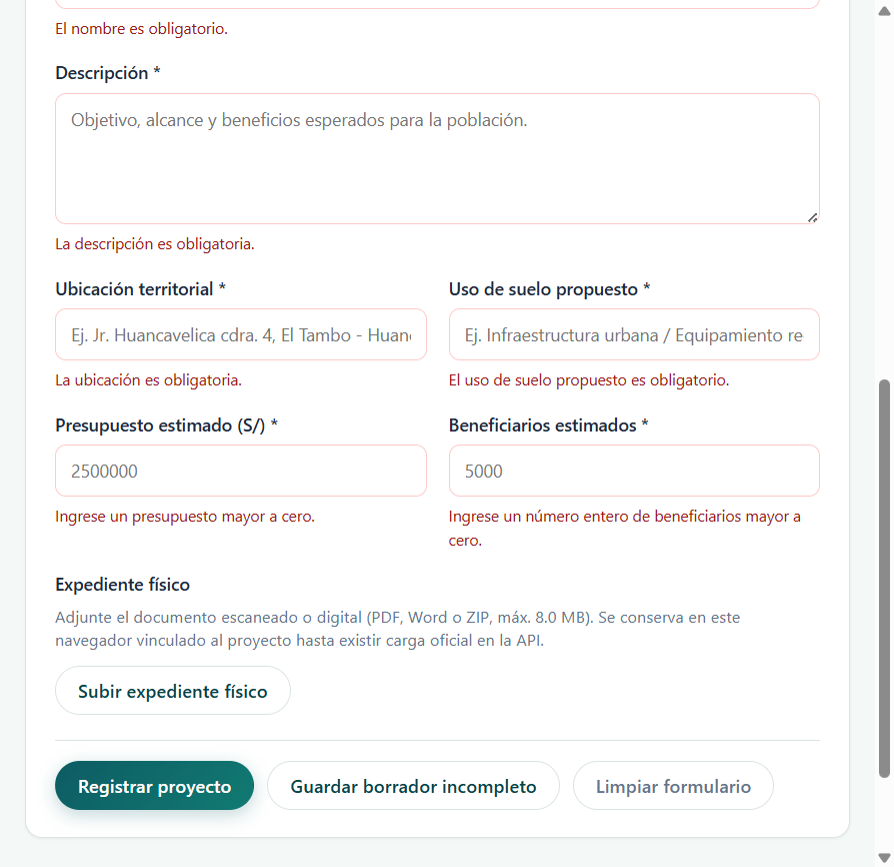 El nombre es obligatorio.
Descripción *
Objetivo, alcance y beneficios esperados para la población.
La descripción es obligatoria.
Ubicación territorial *
Uso de suelo propuesto *
Ej. Jr. Huancavelica cdra. 4, El Tambo - Huan
Ej. Infraestructura urbana / Equipamiento re
La ubicación es obligatoria.
El uso de suelo propuesto es obligatorio.
Presupuesto estimado (S/) *
Beneficiarios estimados *
2500000
5000
Ingrese un presupuesto mayor a cero.
Ingrese un número entero de beneficiarios mayor a
cero.
Expediente físico
Adjunte el documento escaneado o digital (PDF, Word o ZIP, máx. 8.0 MB). Se conserva en este
navegador vinculado al proyecto hasta existir carga oficial en la API.
Subir expediente físico
Registrar proyecto
Guardar borrador incompleto
Limpiar formulario